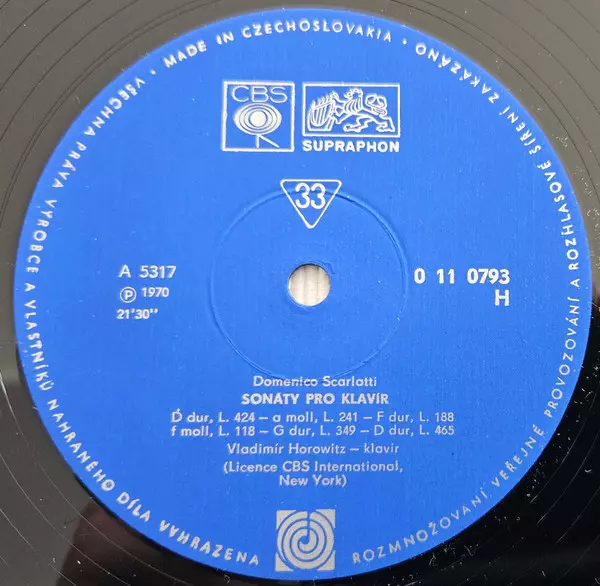 VŠECHNA PRÁVA VÝROBCE A VLASTNÍKŮ NAHRANÉHO DÍLA VYHRAZENA
• MADE IN CZECHOSLOVAKIA •
ROZMNOŽOVÁNÍ VEŘEJNÉ PROVOZOVÁNÍ A ROZHLASOVÉ ŠÍŘENÍ ZAKÁZÁNO
CBS
SUPRAPHON
33
A 5317
Ⓟ 1970
21'30''
0 11 0793
H
Domenico Scarlatti
SONÁTY PRO KLAVÍR
D dur, L. 424 – a moll, L. 241 – F dur, L. 188
f moll, L. 118 – G dur, L. 349 – D dur, L. 465
Vladimír Horowitz – klavír
(Licence CBS International,
New York)